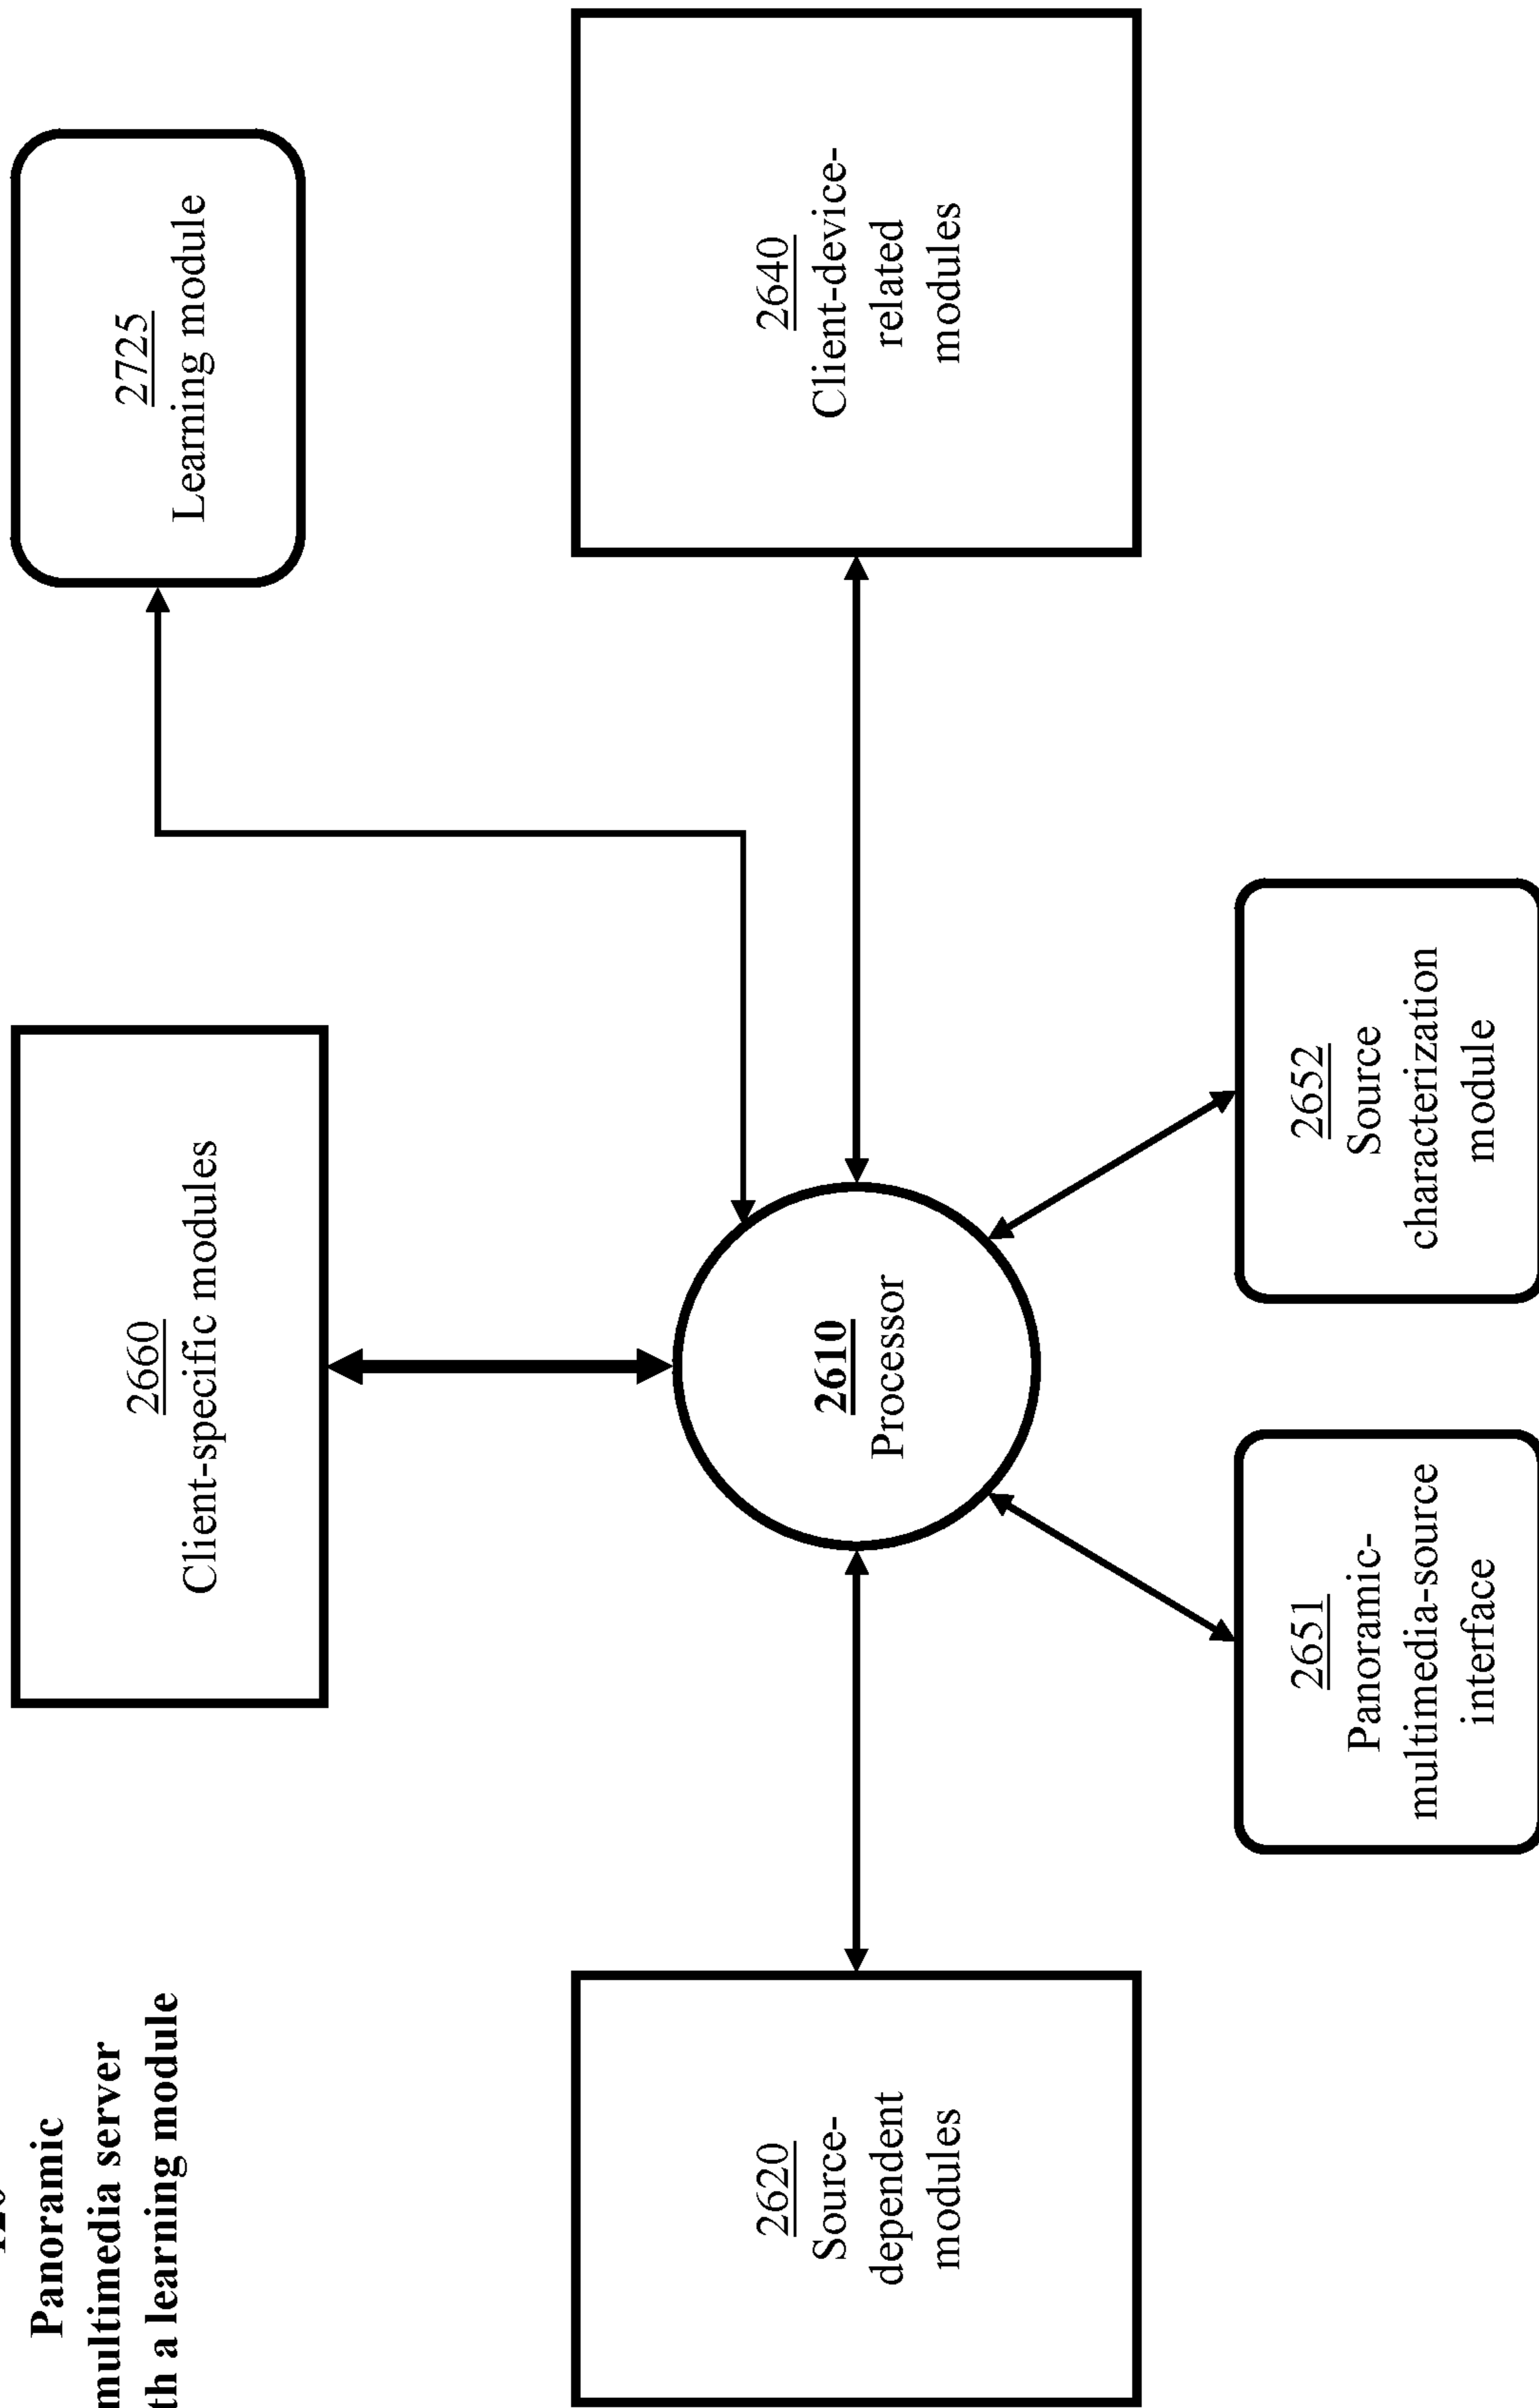 Panoramic
multimedia server
a learning module
2660
Client-specific modules
2725
Learning module
2620
Source-
dependent
modules
2610
Processor
2640
Client-device-
related
modules
2651
Panoramic-
multimedia-source
interface
2652
Source
characterization
module